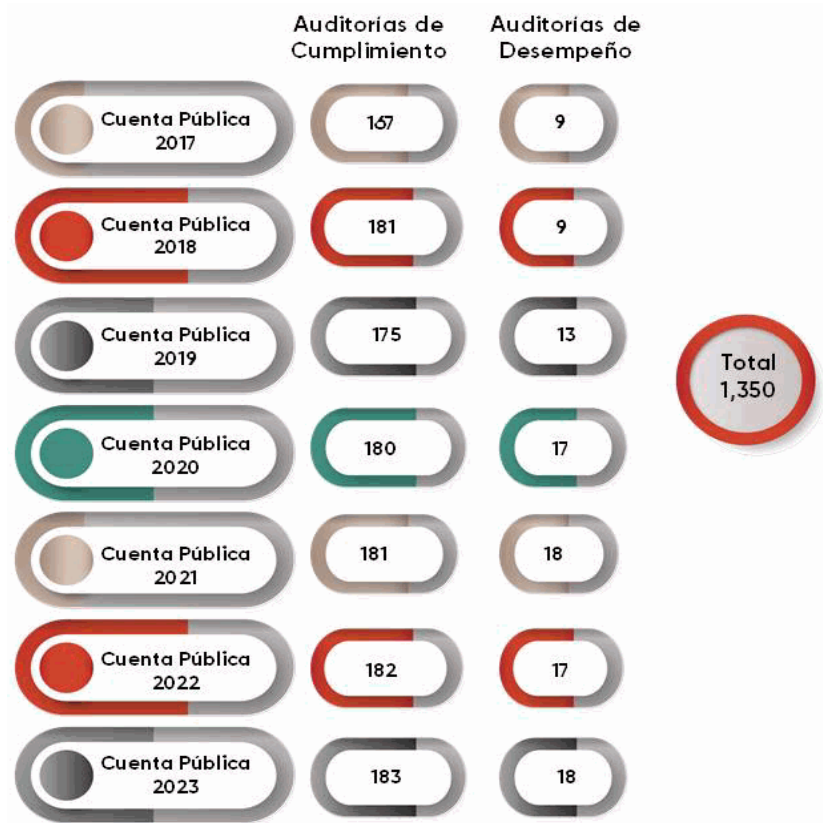 Auditorías de
Cumplimiento
Auditorías de
Desempeño
Cuenta Pública
2017
167
9
Cuenta Pública
2018
181
9
Cuenta Pública
2019
175
13
Total
1,350
Cuenta Pública
2020
180
17
Cuenta Pública
2021
181
18
Cuenta Pública
2022
182
17
Cuenta Pública
2023
183
18